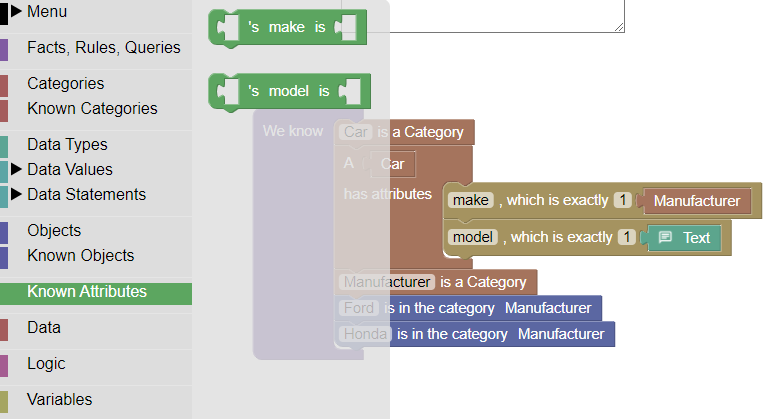 Menu
Facts, Rules, Queries
Categories
Known Categories
Data Types
Data Values
Data Statements
Objects
Known Objects
Known Attributes
Data
Logic
Variables
's make is
's model is
We know
Car is a Category
A Car
has attributes
make , which is exactly 1 Manufacturer
model , which is exactly 1 Text
Manufacturer is a Category
Ford is in the category Manufacturer
Honda is in the category Manufacturer